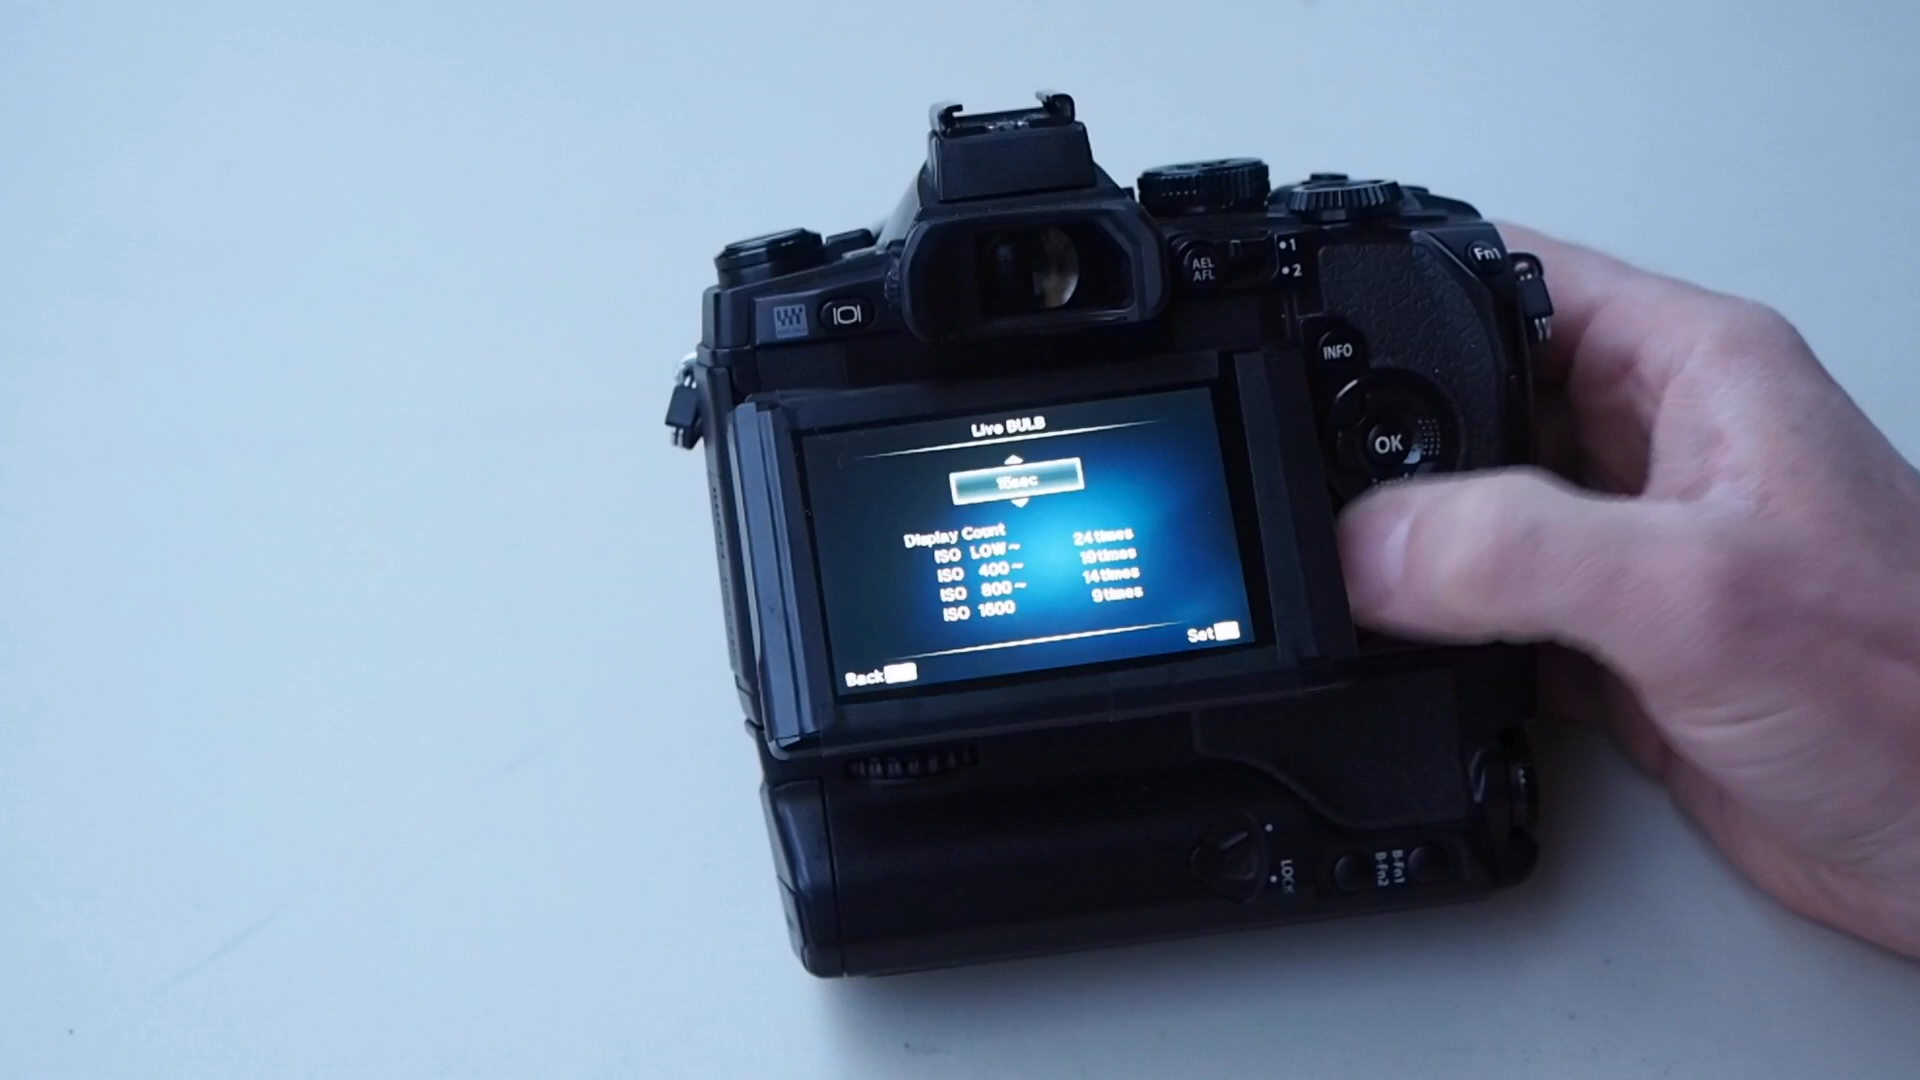 Fn1
AEL
AFL
1
2
INFO
OK
Live BULB
15sec
Display Count
ISO LOW~ 24times
ISO 400~ 19times
ISO 800~ 14times
ISO 1600 9times
Back
Set
LOCK
B-Fn1
B-Fn2